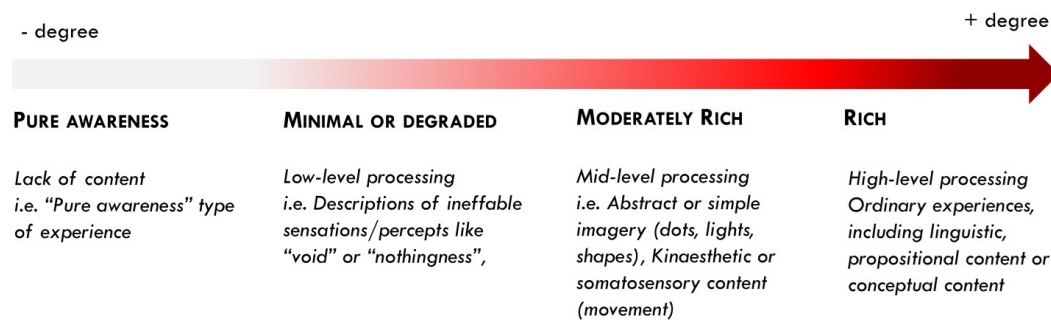 - degree
+ degree
PURE AWARENESS
Lack of content
i.e. “Pure awareness” type
of experience
MINIMAL OR DEGRADED
Low-level processing
i.e. Descriptions of ineffable
sensations/percepts like
“void” or “nothingness”,
MODERATELY RICH
Mid-level processing
i.e. Abstract or simple
imagery (dots, lights,
shapes), Kinaesthetic or
somatosensory content
(movement)
RICH
High-level processing
Ordinary experiences,
including linguistic,
propositional content or
conceptual content